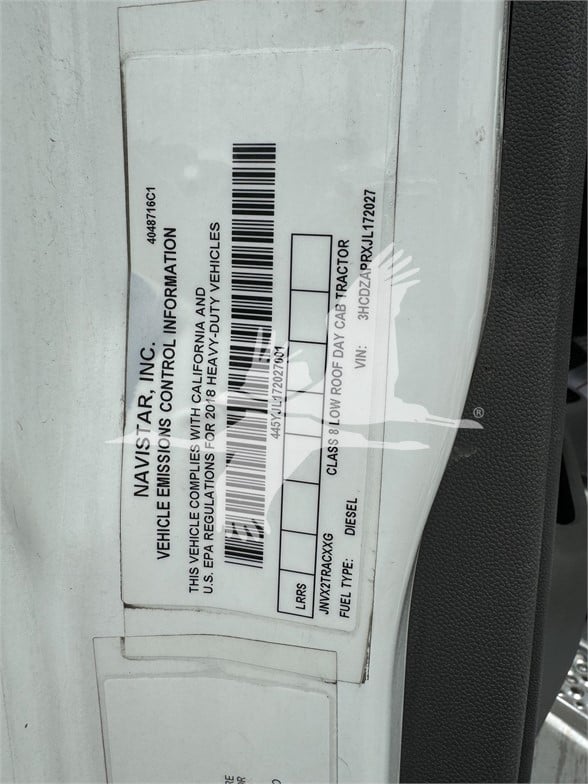 4048716C1
NAVISTAR, INC.
VEHICLE EMISSIONS CONTROL INFORMATION
THIS VEHICLE COMPLIES WITH CALIFORNIA AND
U.S. EPA REGULATIONS FOR 2018 HEAVY-DUTY VEHICLES
445YJL172027001
LRRS
JNVX2TRACXXG CLASS 8 LOW ROOF DAY CAB TRACTOR
FUEL TYPE: DIESEL VIN: 3HCDZAPRXJL172027
®